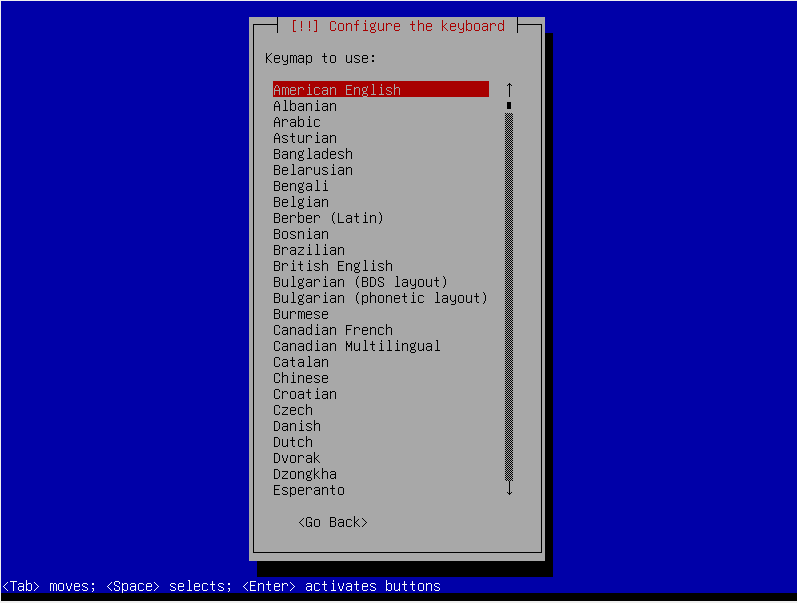 [!!] Configure the keyboard
Keymap to use:
American English
Albanian
Arabic
Asturian
Bangladesh
Belarusian
Bengali
Belgian
Berber (Latin)
Bosnian
Brazilian
British English
Bulgarian (BDS layout)
Bulgarian (phonetic layout)
Burmese
Canadian French
Canadian Multilingual
Catalan
Chinese
Croatian
Czech
Danish
Dutch
Dvorak
Dzongkha
Esperanto
<Go Back>
<Tab> moves; <Space> selects; <Enter> activates buttons